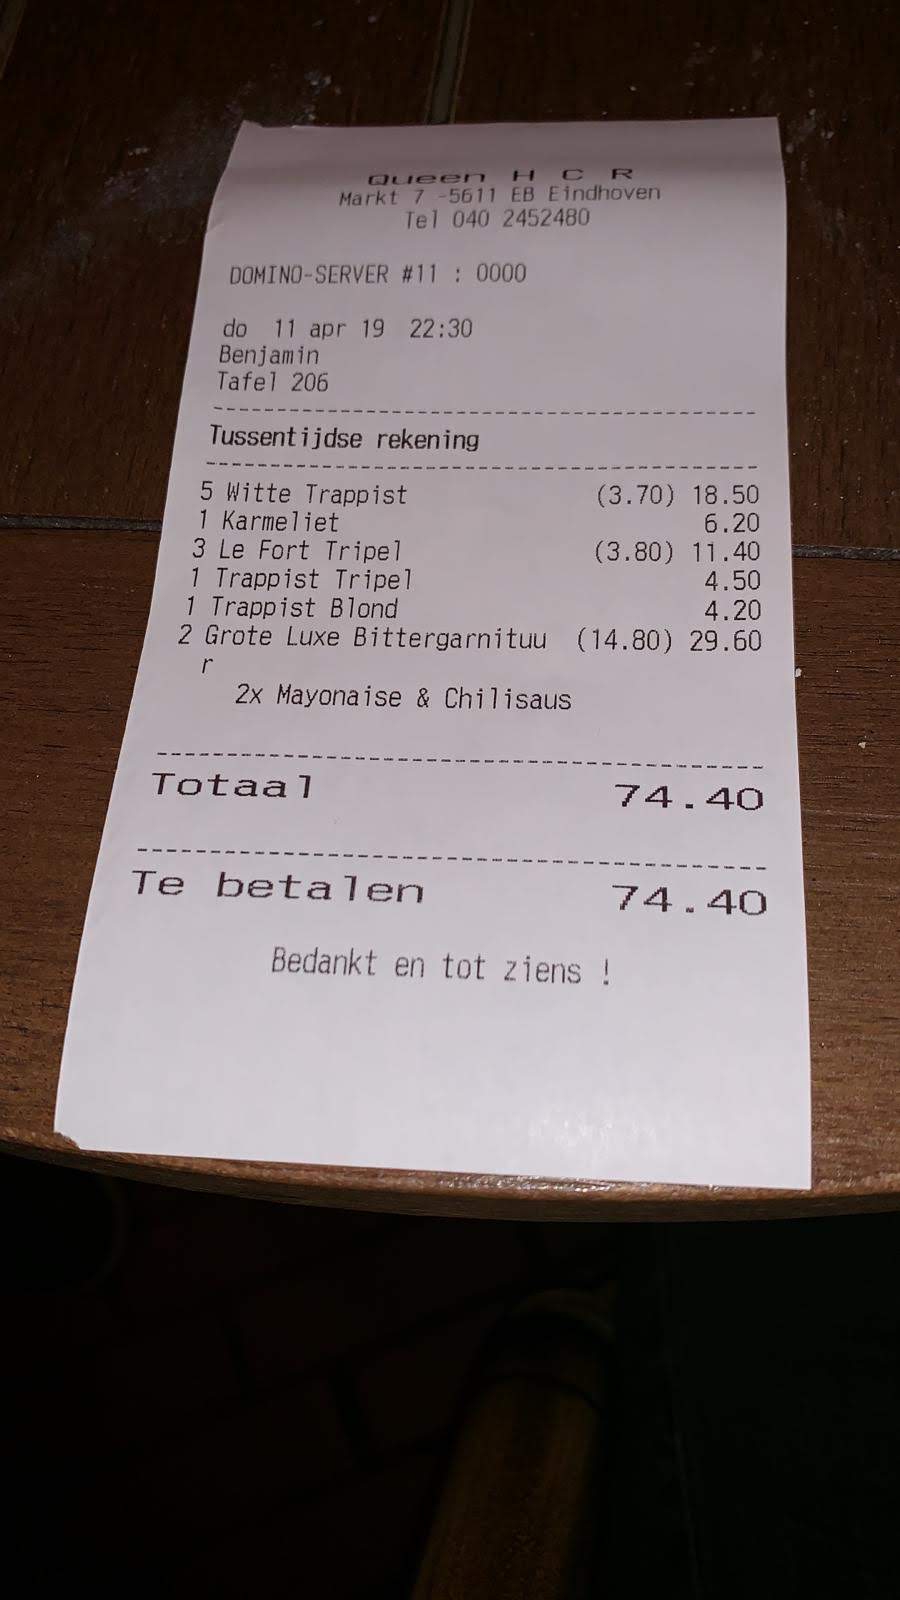 Queen H C R
Markt 7 -5611 EB Eindhoven
Tel 040 2452480
DOMINO-SERVER #11 : 0000
do 11 apr 19 22:30
Benjamin
Tafel 206
Tussentijdse rekening
5 Witte Trappist (3.70) 18.50
1 Karmeliet 6.20
3 Le Fort Tripel (3.80) 11.40
1 Trappist Tripel 4.50
1 Trappist Blond 4.20
2 Grote Luxe Bittergarnituu (14.80) 29.60
r
2x Mayonaise & Chilisaus
Totaal 74.40
Te betalen 74.40
Bedankt en tot ziens !